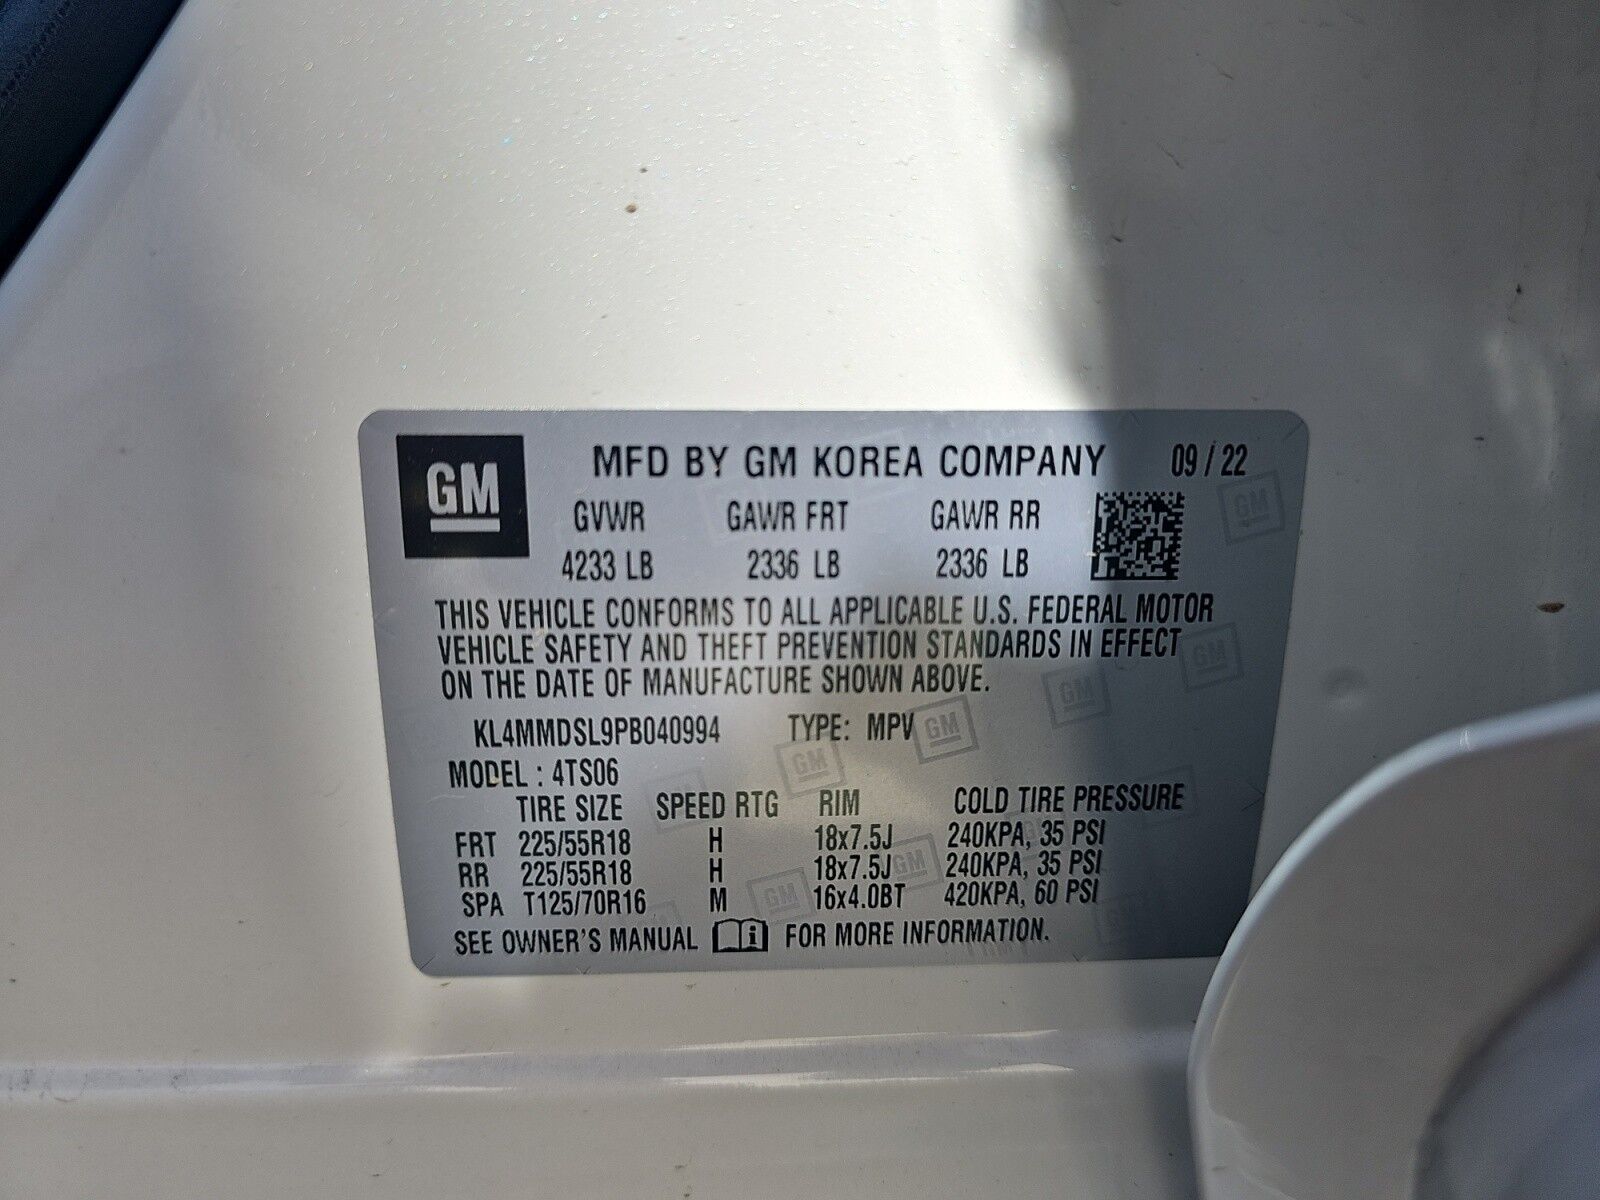 GM
MFD BY GM KOREA COMPANY 09 / 22
GVWR GAWR FRT GAWR RR
4233 LB 2336 LB 2336 LB
THIS VEHICLE CONFORMS TO ALL APPLICABLE U.S. FEDERAL MOTOR
VEHICLE SAFETY AND THEFT PREVENTION STANDARDS IN EFFECT
ON THE DATE OF MANUFACTURE SHOWN ABOVE.
KL4MMDSL9PB040994 TYPE: MPV
MODEL : 4TS06
TIRE SIZE SPEED RTG RIM COLD TIRE PRESSURE
FRT 225/55R18 H 18x7.5J 240KPA, 35 PSI
RR 225/55R18 H 18x7.5J 240KPA, 35 PSI
SPA T125/70R16 M 16x4.0BT 420KPA, 60 PSI
SEE OWNER'S MANUAL i FOR MORE INFORMATION.